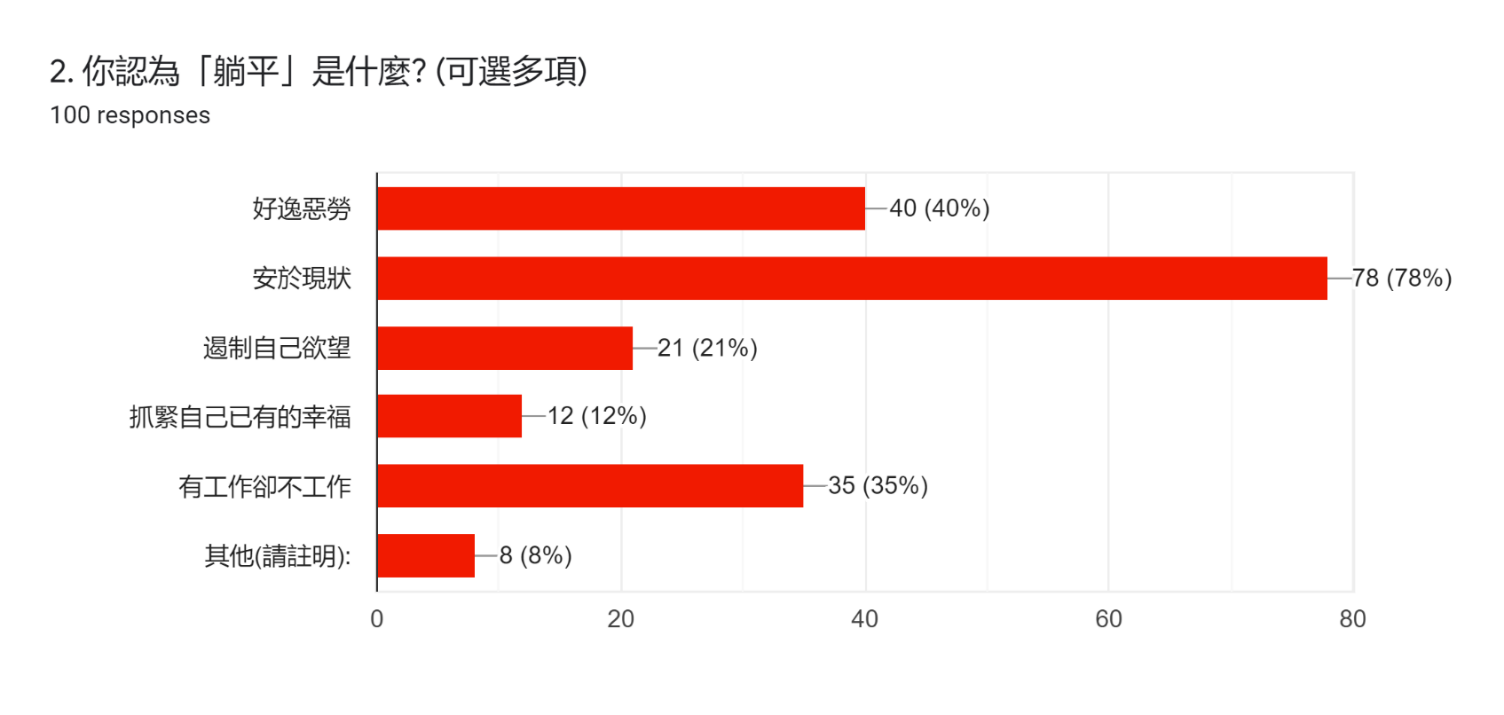 2. 你認為「躺平」是什麼? (可選多項)
100 responses
好逸惡勞
40 (40%)
安於現狀
78 (78%)
遏制自己欲望
21 (21%)
抓緊自己已有的幸福
12 (12%)
有工作卻不工作
35 (35%)
其他(請註明):
8 (8%)
0 20 40 60 80